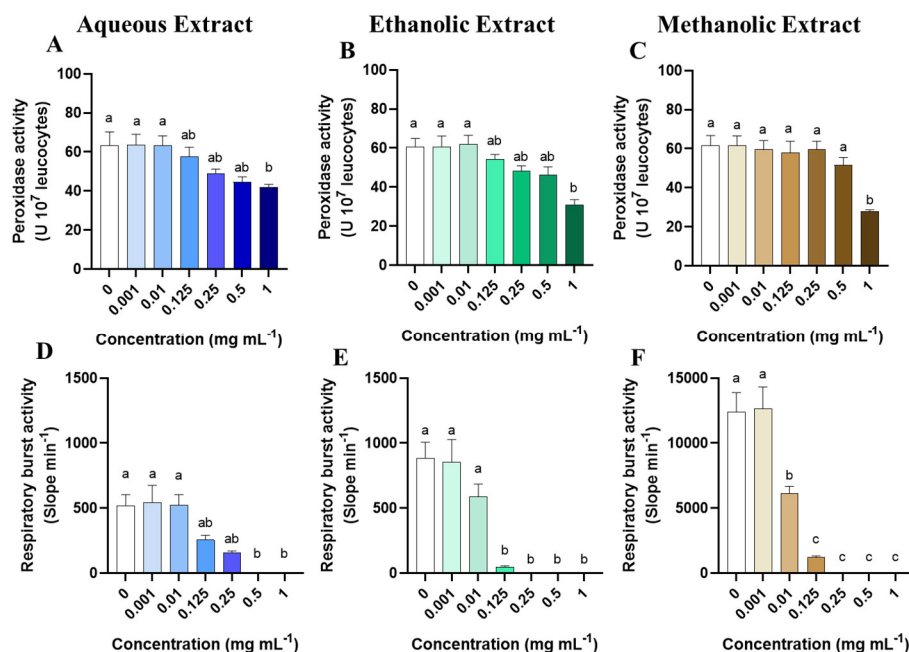 Aqueous Extract
Ethanolic Extract
Methanolic Extract
A
Peroxidase activity
(U 10⁷ leucocytes)
100
80
60
40
20
0
a
a
a
ab
ab
ab
b
0
0.001
0.01
0.125
0.25
0.5
1
Concentration (mg mL⁻¹)
B
Peroxidase activity
(U 10⁷ leucocytes)
100
80
60
40
20
0
a
a
a
ab
ab
ab
b
0
0.001
0.01
0.125
0.25
0.5
1
Concentration (mg mL⁻¹)
C
Peroxidase activity
(U 10⁷ leucocytes)
100
80
60
40
20
0
a
a
a
a
a
a
b
0
0.001
0.01
0.125
0.25
0.5
1
Concentration (mg mL⁻¹)
D
Respiratory burst activity
(Slope min⁻¹)
1500
1000
500
0
a
a
a
ab
ab
b
b
0
0.001
0.01
0.125
0.25
0.5
1
Concentration (mg mL⁻¹)
E
Respiratory burst activity
(Slope min⁻¹)
1500
1000
500
0
a
a
a
b
b
b
b
0
0.001
0.01
0.125
0.25
0.5
1
Concentration (mg mL⁻¹)
F
Respiratory burst activity
(Slope min⁻¹)
15000
10000
5000
0
a
a
b
c
c
c
c
0
0.001
0.01
0.125
0.25
0.5
1
Concentration (mg mL⁻¹)